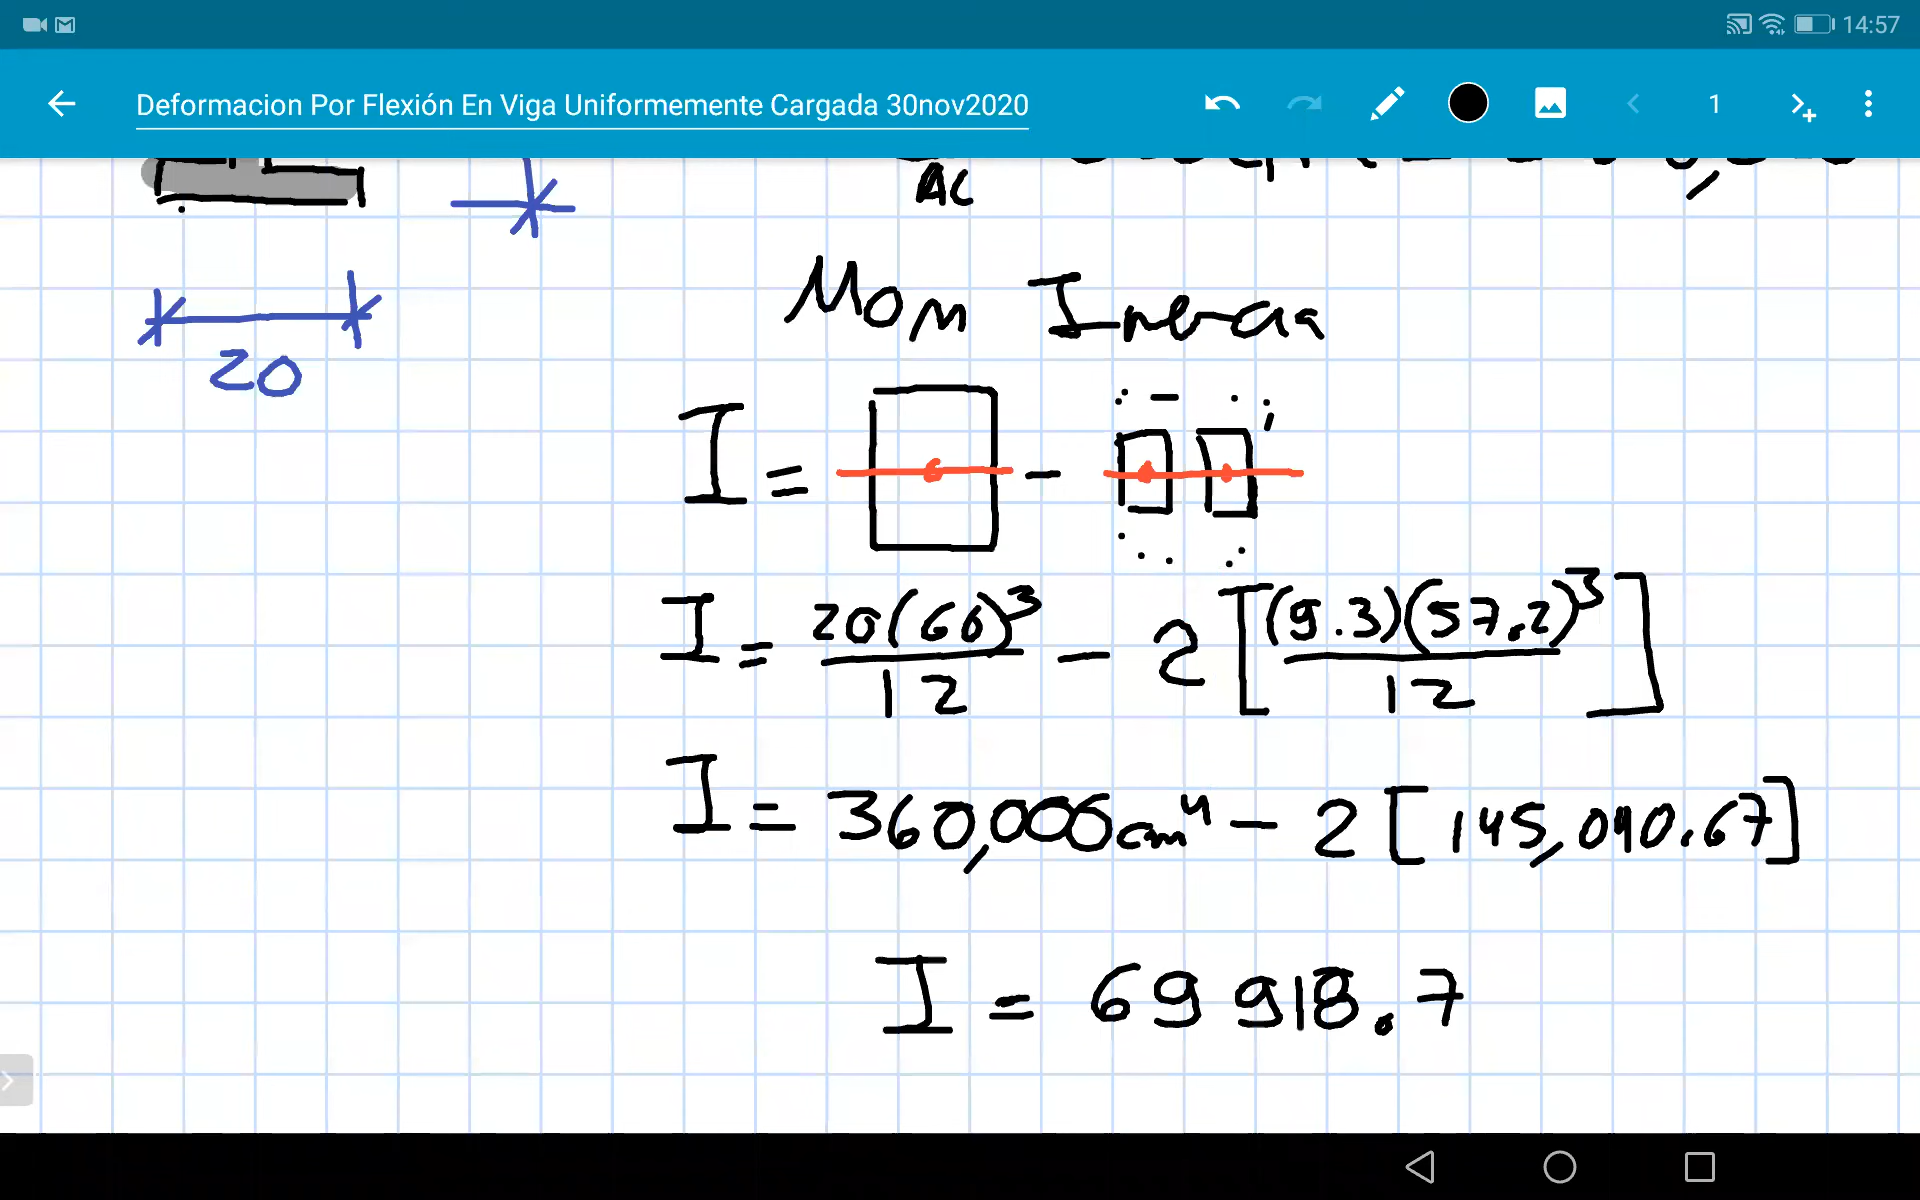 14:57
Deformacion Por Flexión En Viga Uniformemente Cargada 30nov2020
1
AC
Mom Inercia
20
I = -
I = 20(60)³/12 - 2[(9.3)(57.2)³/12]
I = 360,000cm⁴ - 2[145,040.67]
I = 69 918.7